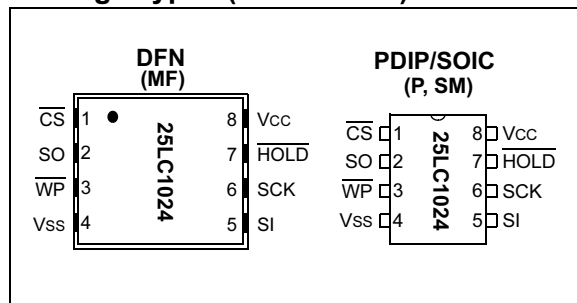 DFN
(MF)
CS 1 8 Vcc
SO 2 7 HOLD
WP 3 6 SCK
Vss 4 5 SI
25LC1024
PDIP/SOIC
(P, SM)
CS 1 8 Vcc
SO 2 7 HOLD
WP 3 6 SCK
Vss 4 5 SI
25LC1024